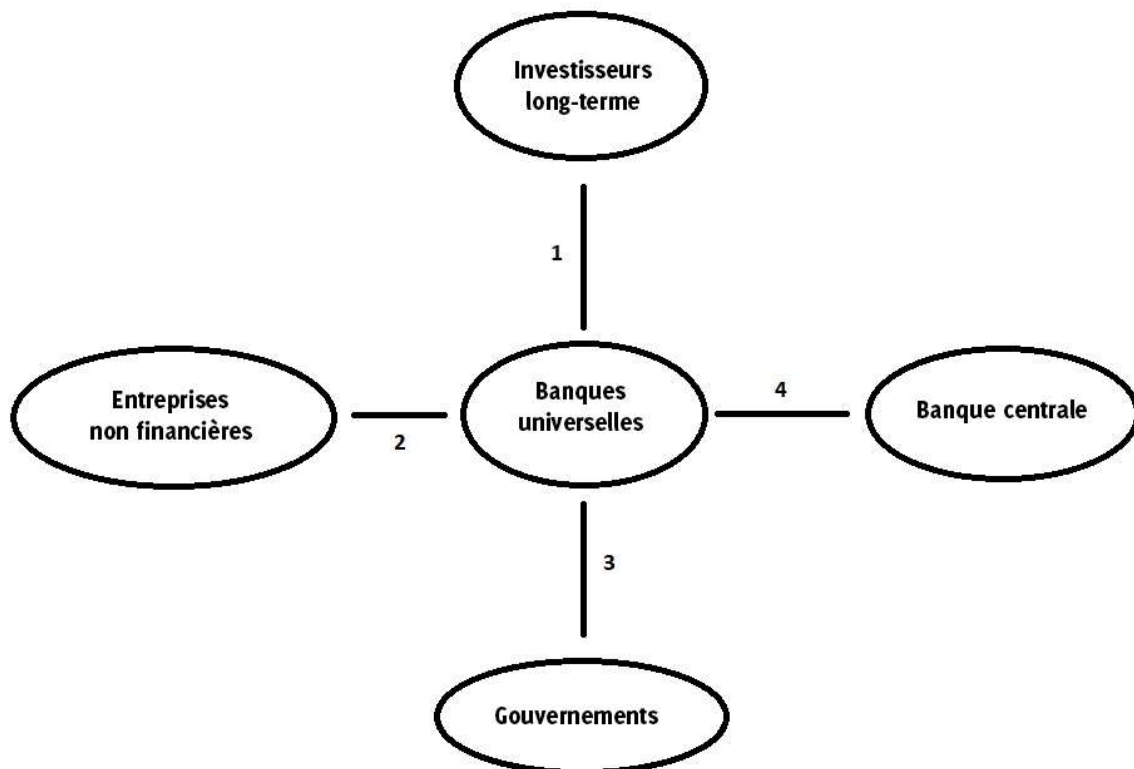 Investisseurs
long-terme
1
Entreprises
non financières
2
Banques
universelles
4
Banque centrale
3
Gouvernements